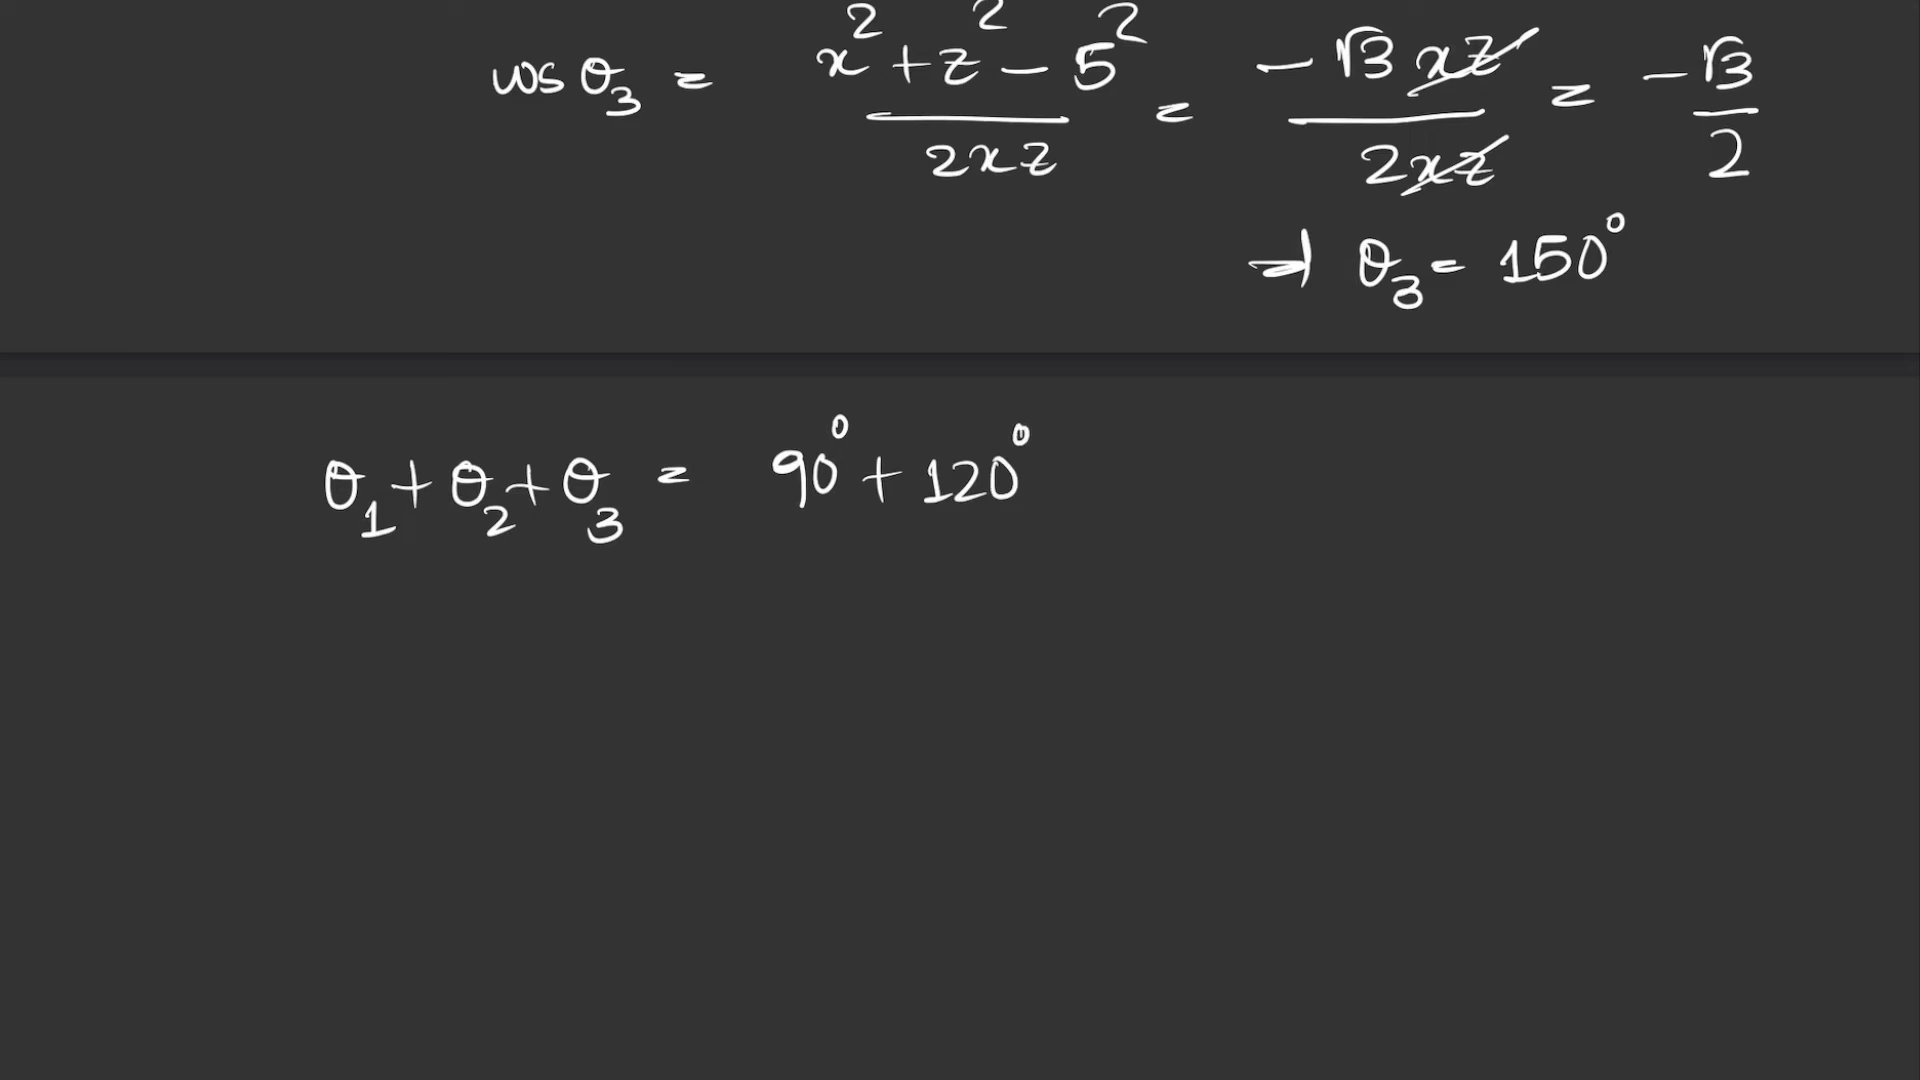 cos θ₃ = (x² + z² − 5²)/(2xz) = (−√3 xz)/(2xz) = −√3/2
⇒ θ₃ = 150°
θ₁ + θ₂ + θ₃ = 90° + 120°